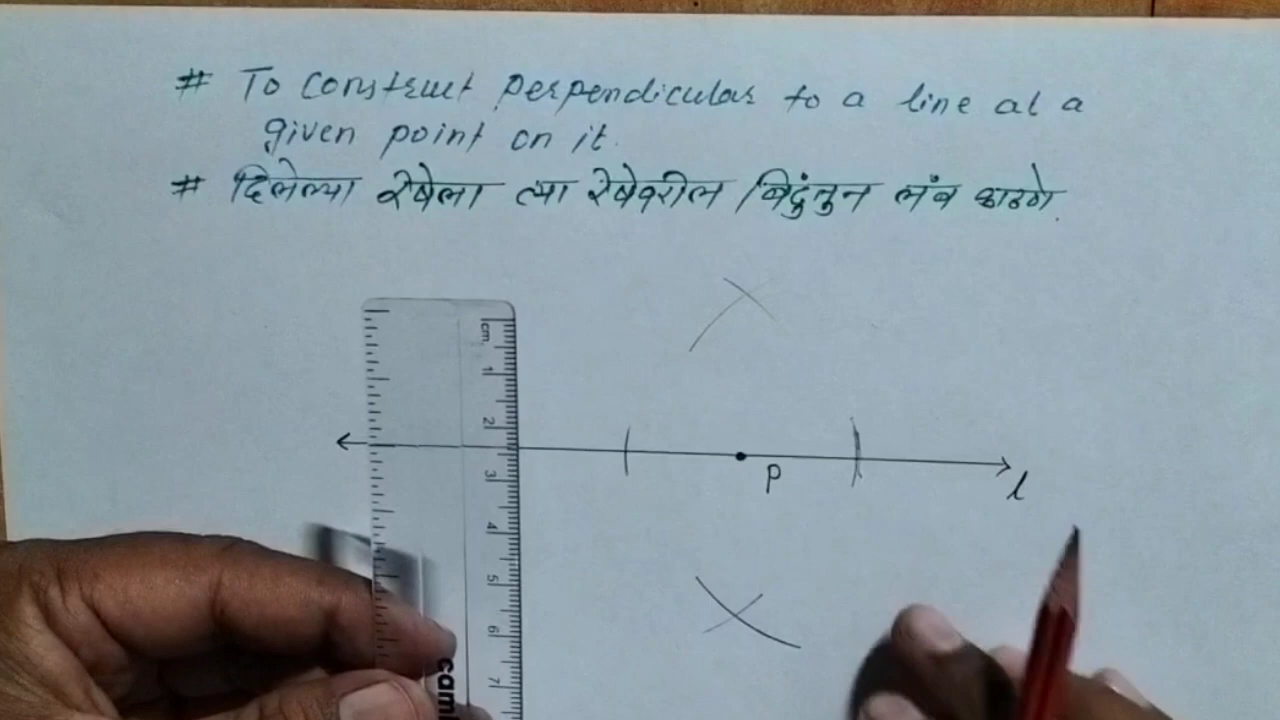 # To construct perpendicular to a line at a
given point on it.
# दिलेल्या रेषेला त्या रेषेवरील बिंदुंतुन लंब काढणे.
cm 1 2 3 4 5 6 7
P
l
cam